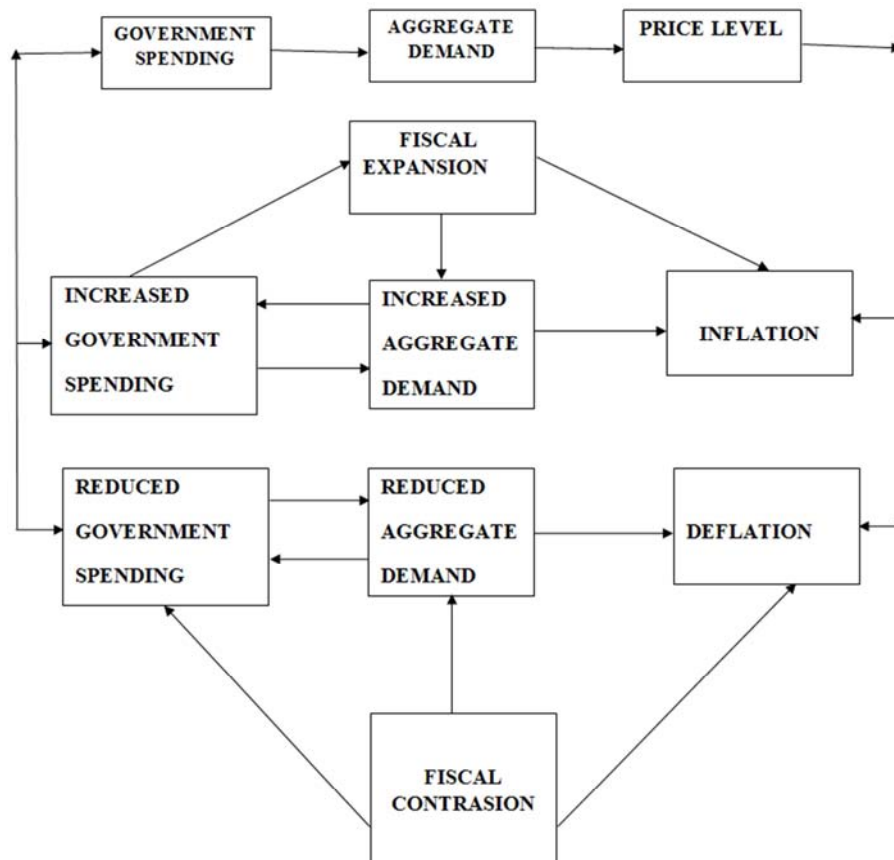 GOVERNMENT
SPENDING
AGGREGATE
DEMAND
PRICE LEVEL
FISCAL
EXPANSION
INCREASED
GOVERNMENT
SPENDING
INCREASED
AGGREGATE
DEMAND
INFLATION
REDUCED
GOVERNMENT
SPENDING
REDUCED
AGGREGATE
DEMAND
DEFLATION
FISCAL
CONTRASION